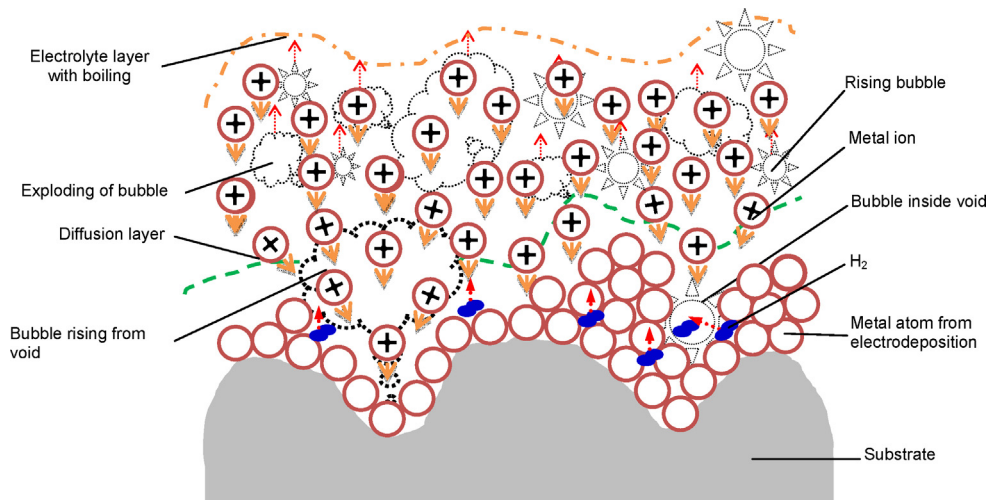 Electrolyte layer
with boiling
Exploding of bubble
Diffusion layer
Bubble rising from
void
Rising bubble
Metal ion
Bubble inside void
H₂
Metal atom from
electrodeposition
Substrate